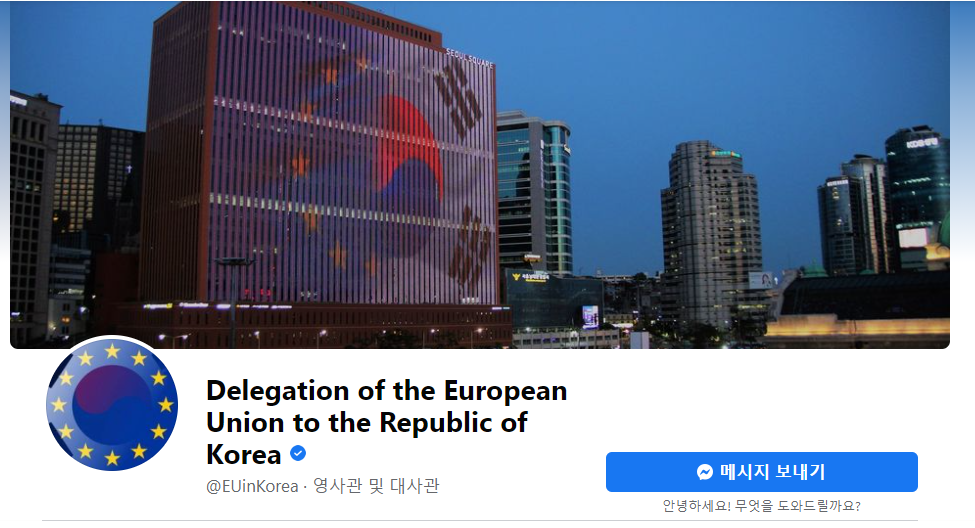 SEOUL SQUARE
Delegation of the European
Union to the Republic of
Korea
@EUinKorea · 영사관 및 대사관
메시지 보내기
안녕하세요! 무엇을 도와드릴까요?